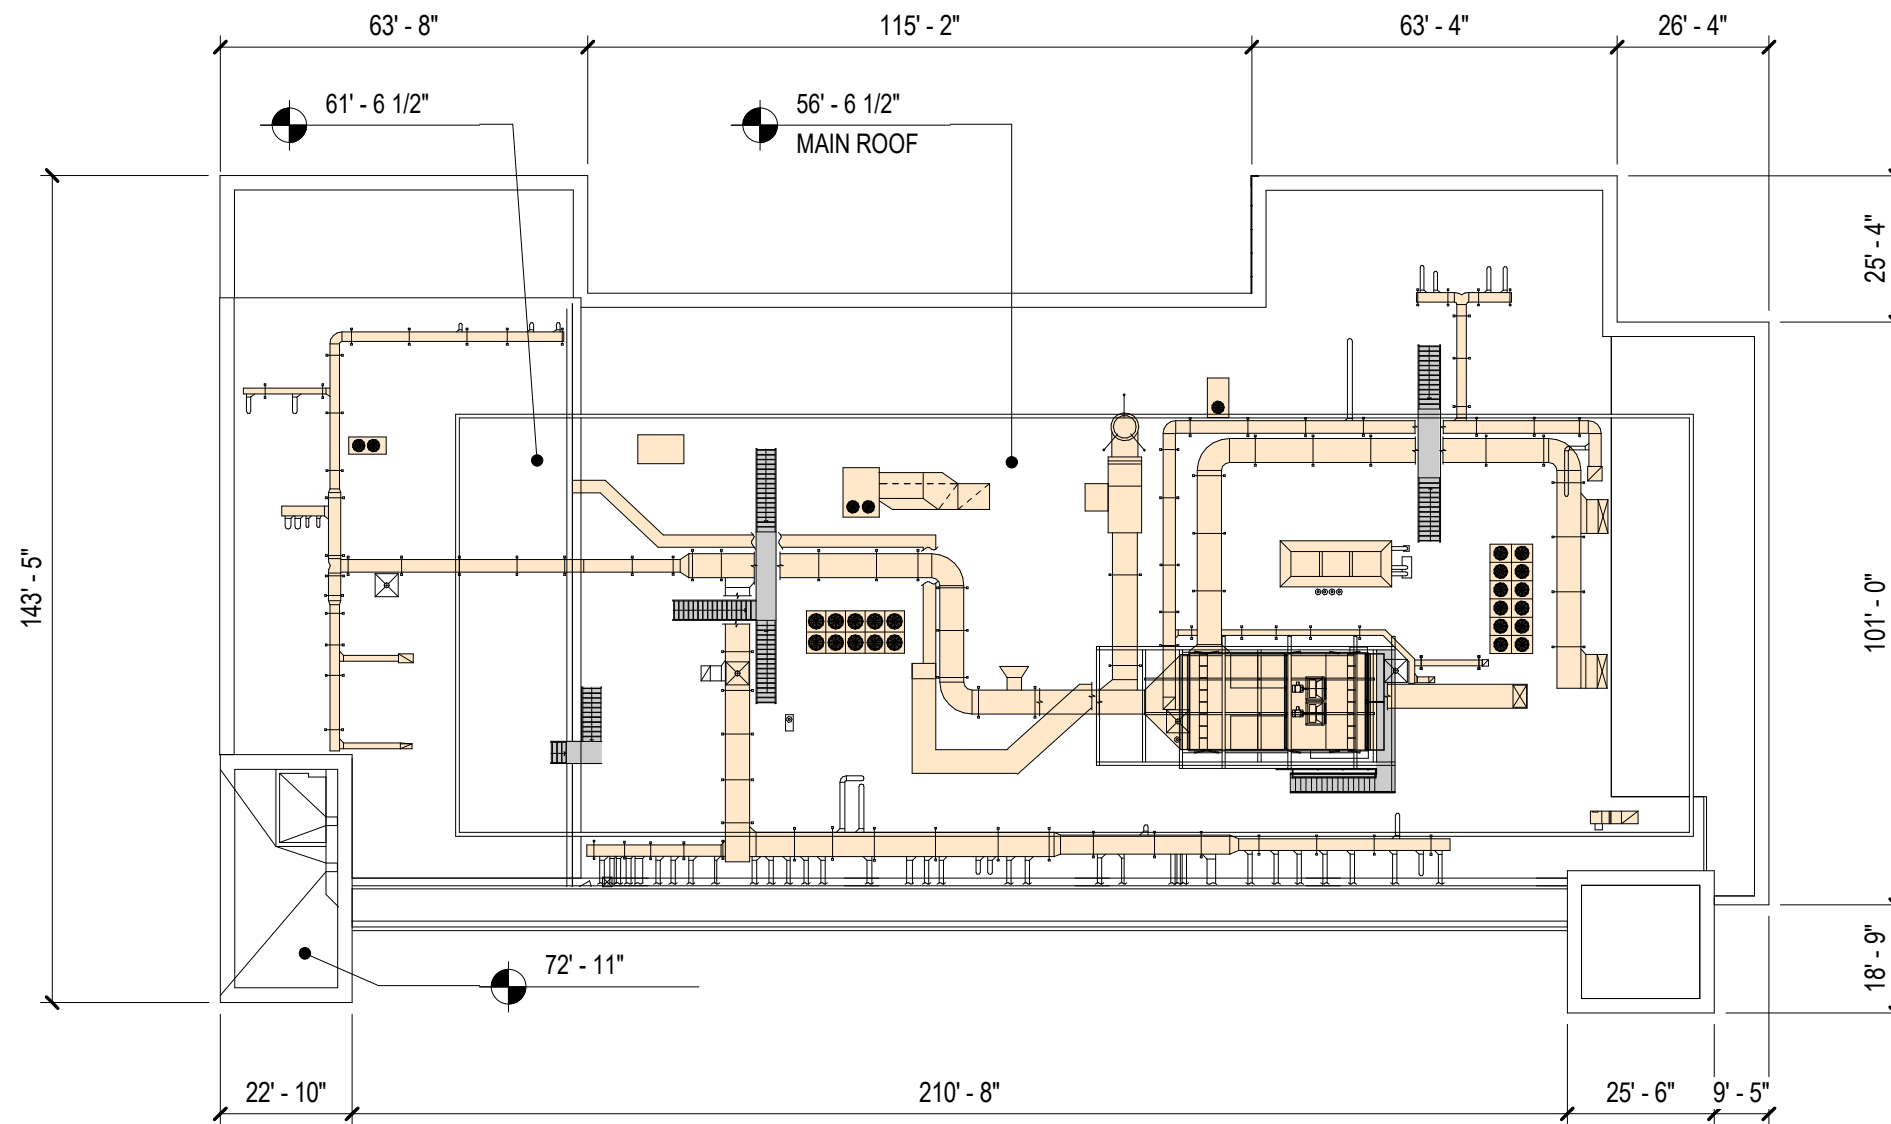 63' - 8"
115' - 2"
63' - 4"
26' - 4"
61' - 6 1/2"
56' - 6 1/2"
MAIN ROOF
25' - 4"
143' - 5"
101' - 0"
18' - 9"
72' - 11"
22' - 10"
210' - 8"
25' - 6"
9' - 5"